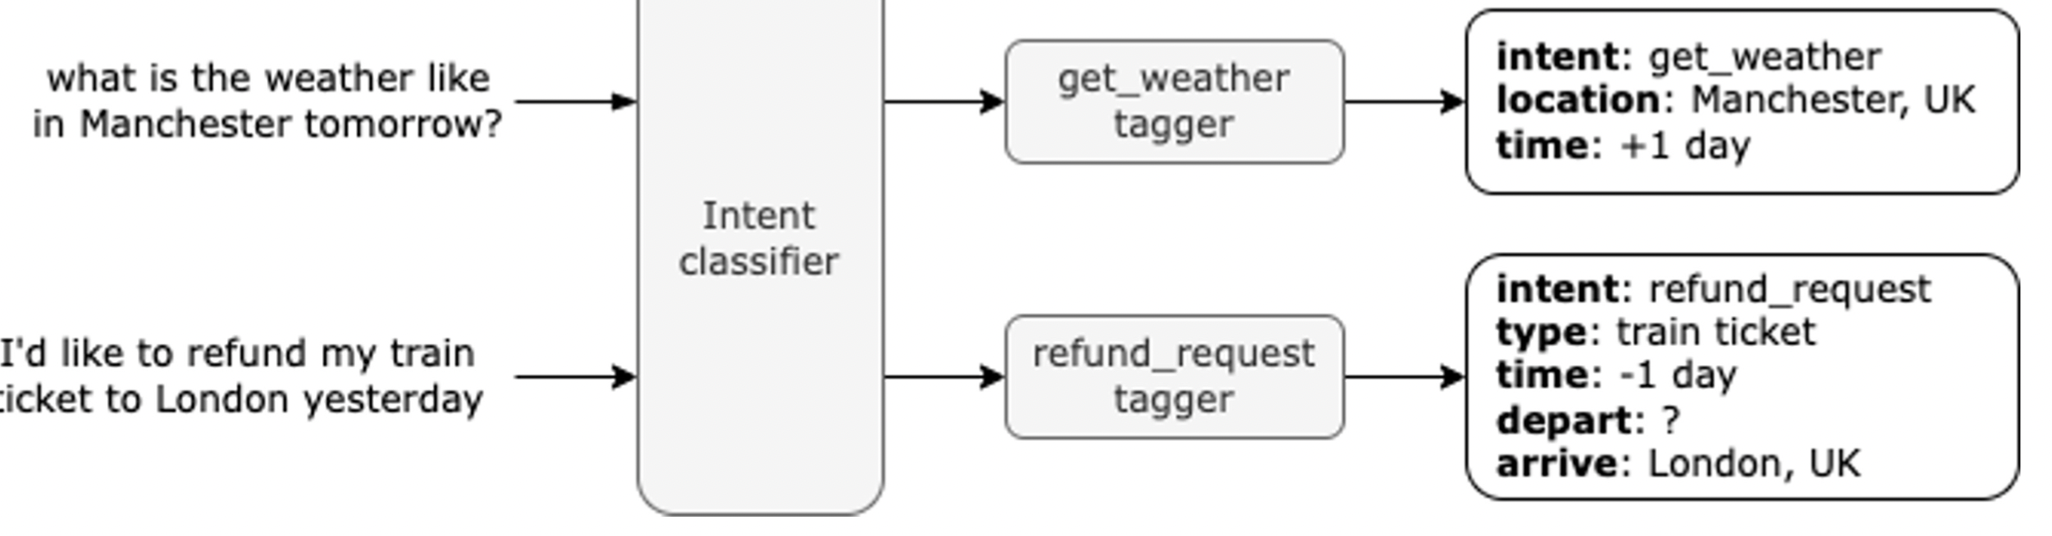 what is the weather like
in Manchester tomorrow?
Intent
classifier
get_weather
tagger
intent: get_weather
location: Manchester, UK
time: +1 day
I'd like to refund my train
ticket to London yesterday
refund_request
tagger
intent: refund_request
type: train ticket
time: -1 day
depart: ?
arrive: London, UK